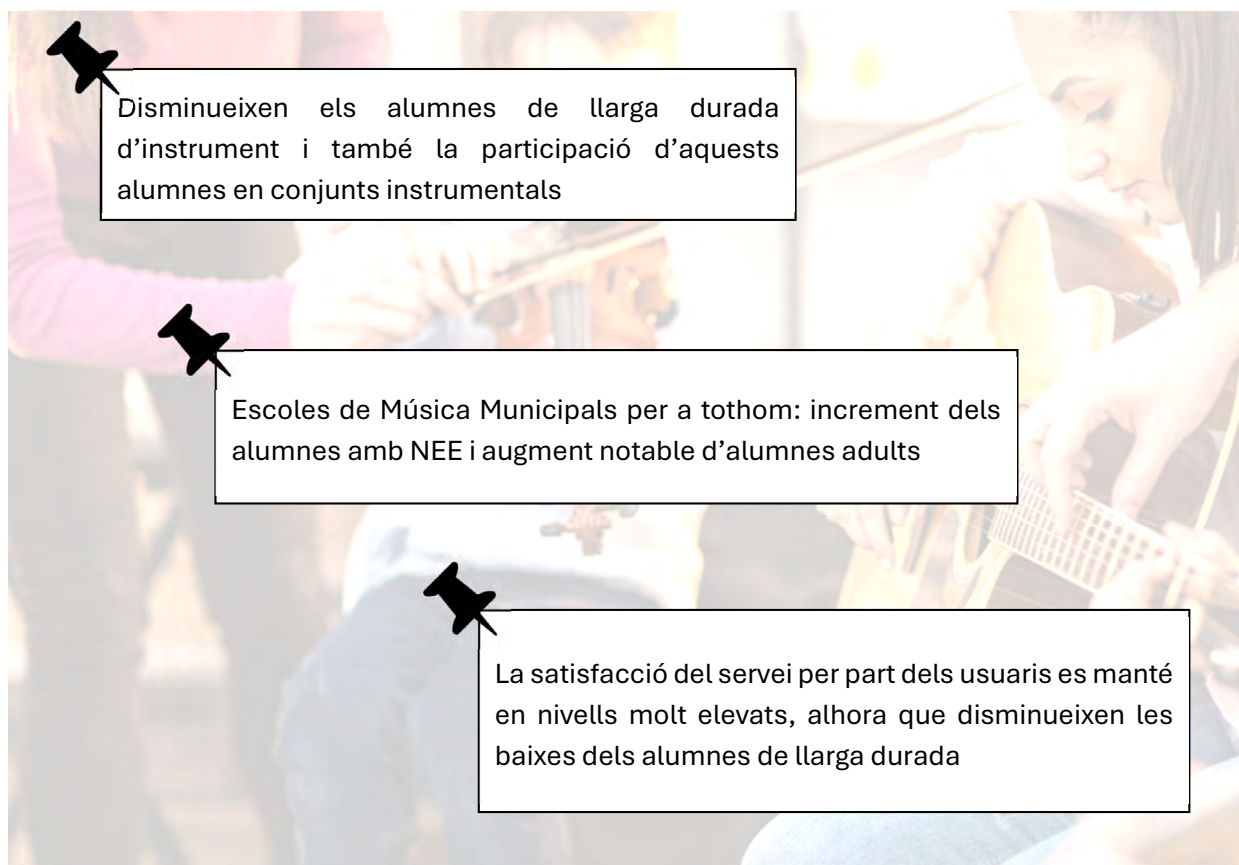 Disminueixen els alumnes de llarga durada
d’instrument i també la participació d’aquests
alumnes en conjunts instrumentals
Escoles de Música Municipals per a tothom: increment dels
alumnes amb NEE i augment notable d’alumnes adults
La satisfacció del servei per part dels usuaris es manté
en nivells molt elevats, alhora que disminueixen les
baixes dels alumnes de llarga durada